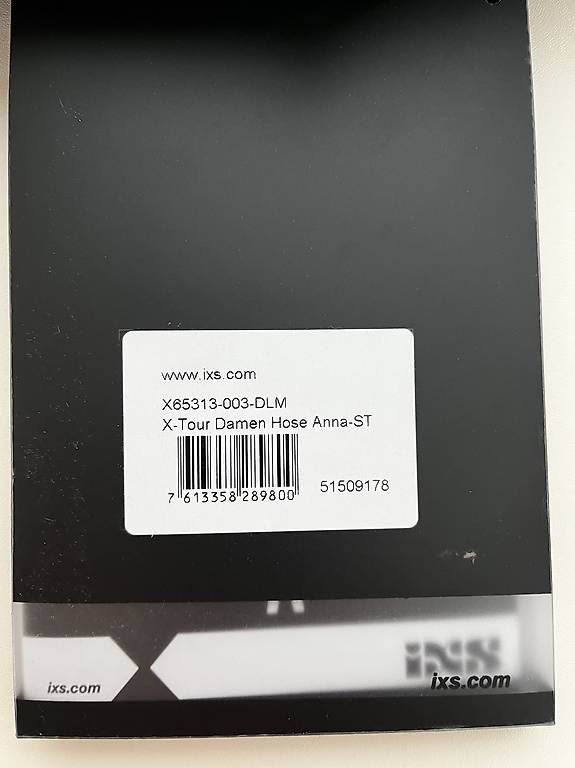 www.ixs.com
X65313-003-DLM
X-Tour Damen Hose Anna-ST
7 613358 289800
51509178
iXS
ixs.com
ixs.com